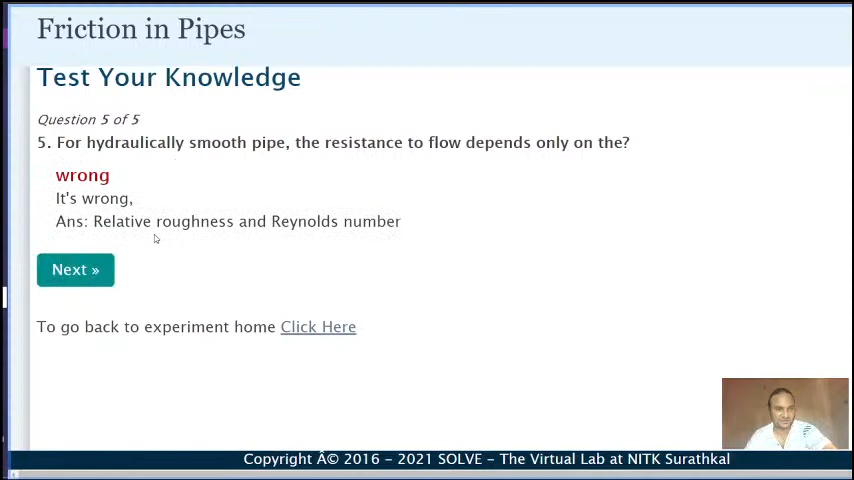 Friction in Pipes
Test Your Knowledge
Question 5 of 5
5. For hydraulically smooth pipe, the resistance to flow depends only on the?
wrong
It's wrong,
Ans: Relative roughness and Reynolds number
Next »
To go back to experiment home Click Here
Copyright Â© 2016 - 2021 SOLVE - The Virtual Lab at NITK Surathkal